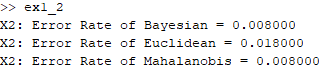 >> ex1_2
X2: Error Rate of Bayesian = 0.008000
X2: Error Rate of Euclidean = 0.018000
X2: Error Rate of Mahalanobis = 0.008000